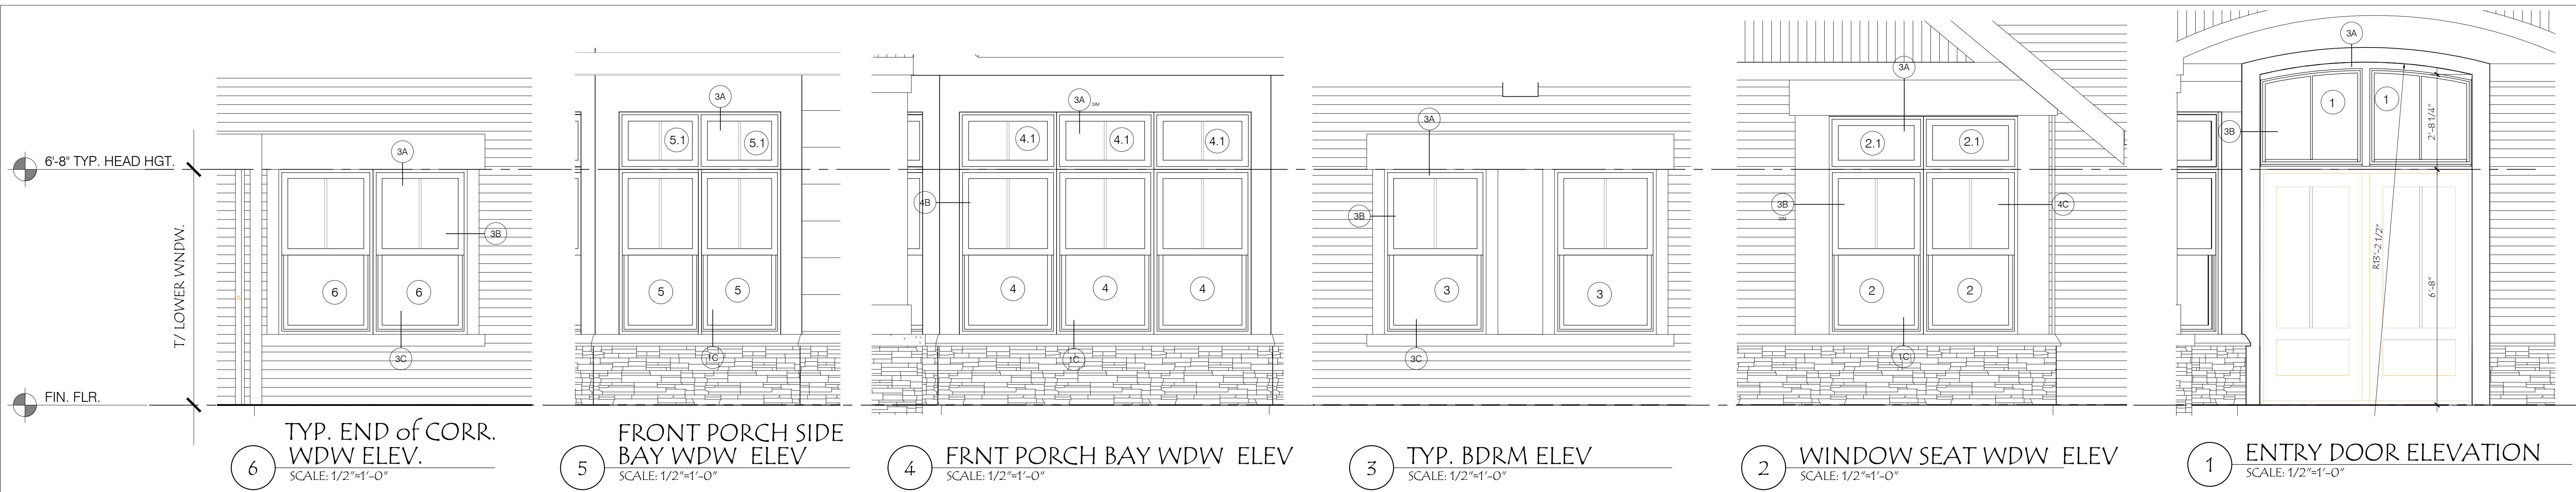 6'-8" TYP. HEAD HGT.
T/ LOWER WNDW.
FIN. FLR.
3A
3B
6
6
3C
6
TYP. END of CORR.
WDW ELEV.
SCALE: 1/2"=1'-0"
3A
5.1
5.1
5
5
1C
5
FRONT PORCH SIDE
BAY WDW ELEV
SCALE: 1/2"=1'-0"
3A
SIM
4.1
4.1
4.1
4B
4
4
4
1C
4
FRNT PORCH BAY WDW ELEV
SCALE: 1/2"=1'-0"
3A
3B
3
3
3C
3
TYP. BDRM ELEV
SCALE: 1/2"=1'-0"
3A
2.1
2.1
3B
SIM
4C
2
2
1C
2
WINDOW SEAT WDW ELEV
SCALE: 1/2"=1'-0"
3A
1
1
3B
2'-8 1/4"
R13'-2 1/2"
6'-8"
1
ENTRY DOOR ELEVATION
SCALE: 1/2"=1'-0"